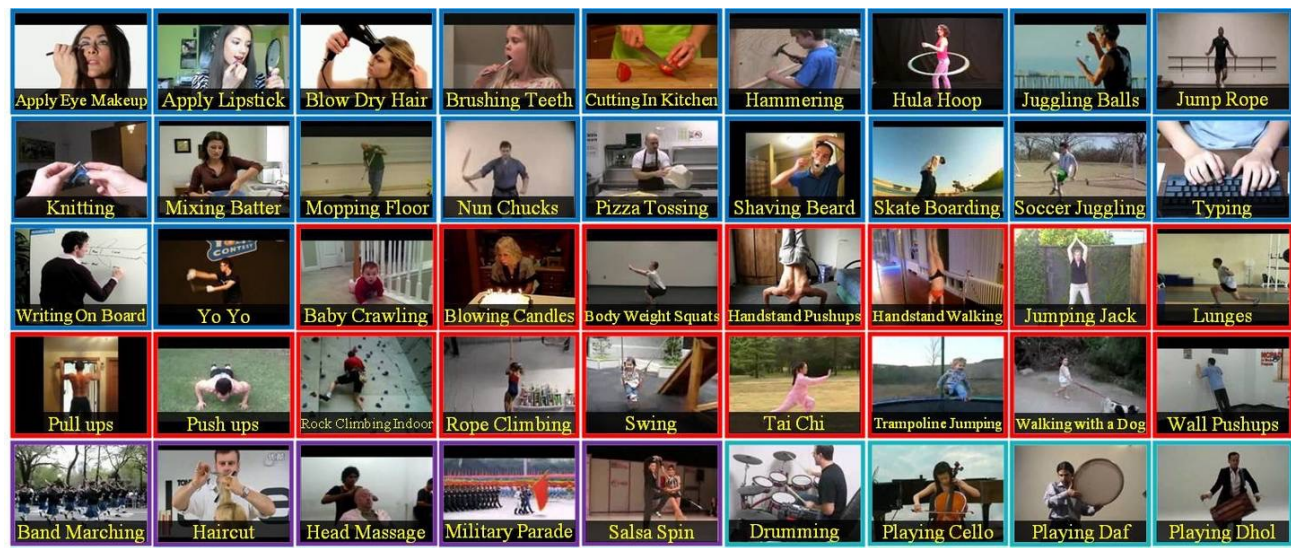 Apply Eye Makeup
Apply Lipstick
Blow Dry Hair
Brushing Teeth
Cutting In Kitchen
Hammering
Hula Hoop
Juggling Balls
Jump Rope
Knitting
Mixing Batter
Mopping Floor
Nun Chucks
Pizza Tossing
Shaving Beard
Skate Boarding
Soccer Juggling
Typing
CONTEST
Writing On Board
Yo Yo
Baby Crawling
Blowing Candles
Body Weight Squats
Handstand Pushups
Handstand Walking
Jumping Jack
Lunges
Pull ups
Push ups
Rock Climbing Indoor
Rope Climbing
Swing
Tai Chi
Trampoline Jumping
Walking with a Dog
Wall Pushups
Band Marching
Haircut
Head Massage
Military Parade
Salsa Spin
Drumming
Playing Cello
Playing Daf
Playing Dhol